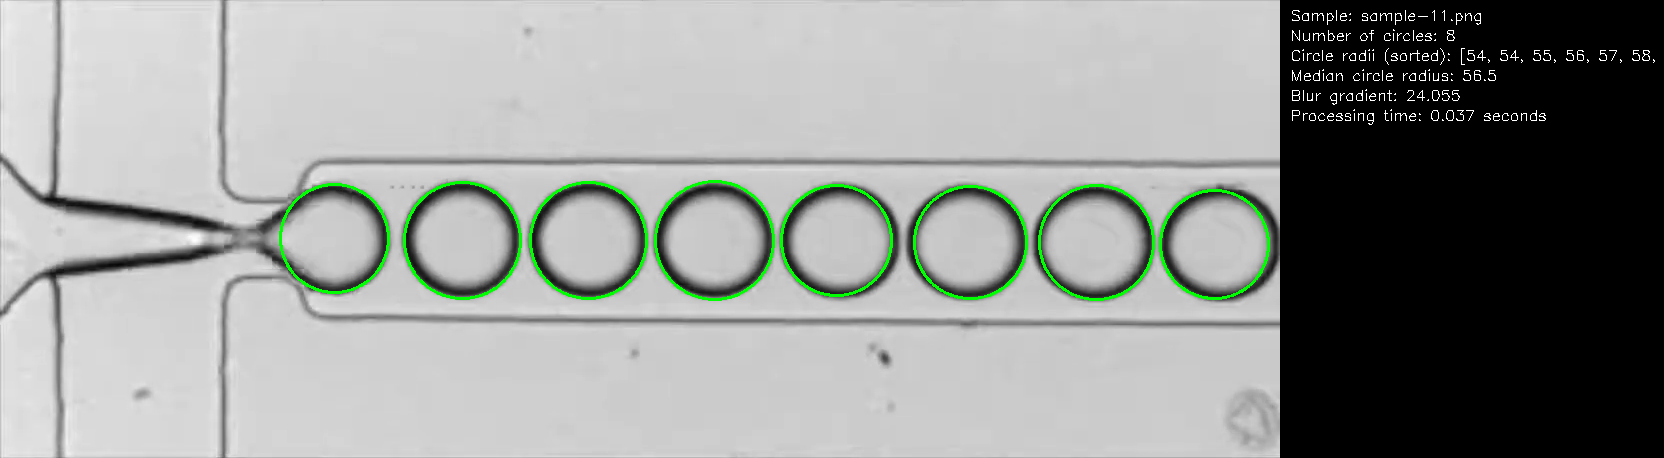 Sample: sample-11.png
Number of circles: 8
Circle radii (sorted): [54, 54, 55, 56, 57, 58,
Median circle radius: 56.5
Blur gradient: 24.055
Processing time: 0.037 seconds